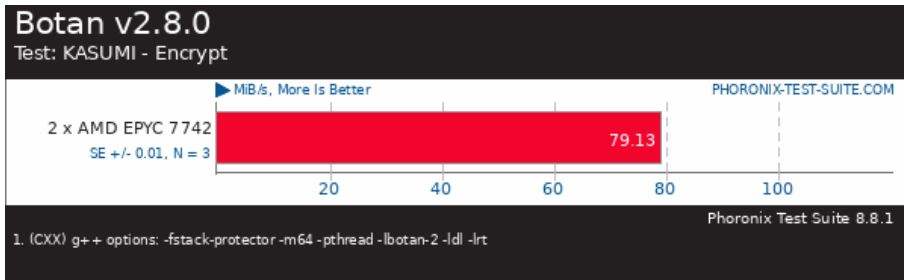 Botan v2.8.0
Test: KASUMI - Encrypt
MiB/s, More Is Better
PHORONIX-TEST-SUITE.COM
2 x AMD EPYC 7742
79.13
SE +/- 0.01, N = 3
20 40 60 80 100
Phoronix Test Suite 8.8.1
1. (CXX) g++ options: -fstack-protector -m64 -pthread -lbotan-2 -ldl -lrt